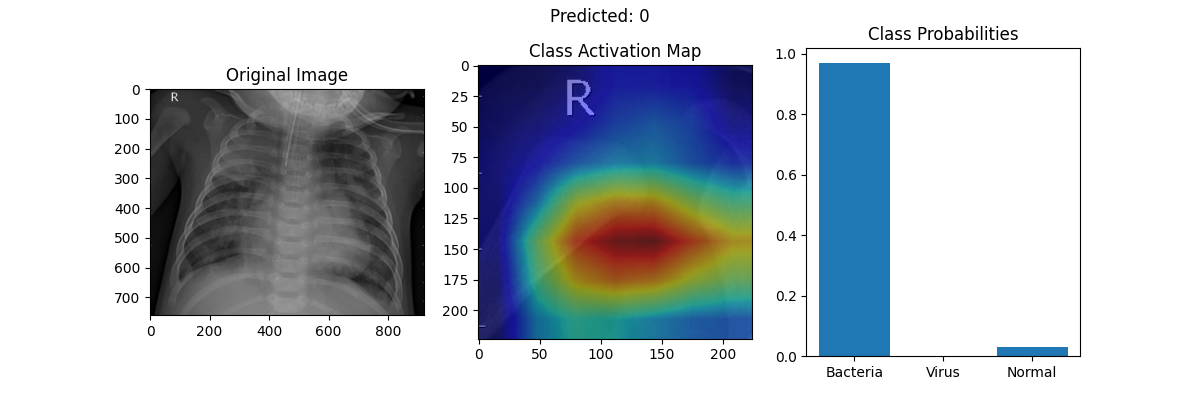 Predicted: 0
Original Image
R
0
100
200
300
400
500
600
700
0 200 400 600 800
Class Activation Map
R
0
25
50
75
100
125
150
175
200
0 50 100 150 200
Class Probabilities
1.0
0.8
0.6
0.4
0.2
0.0
Bacteria Virus Normal